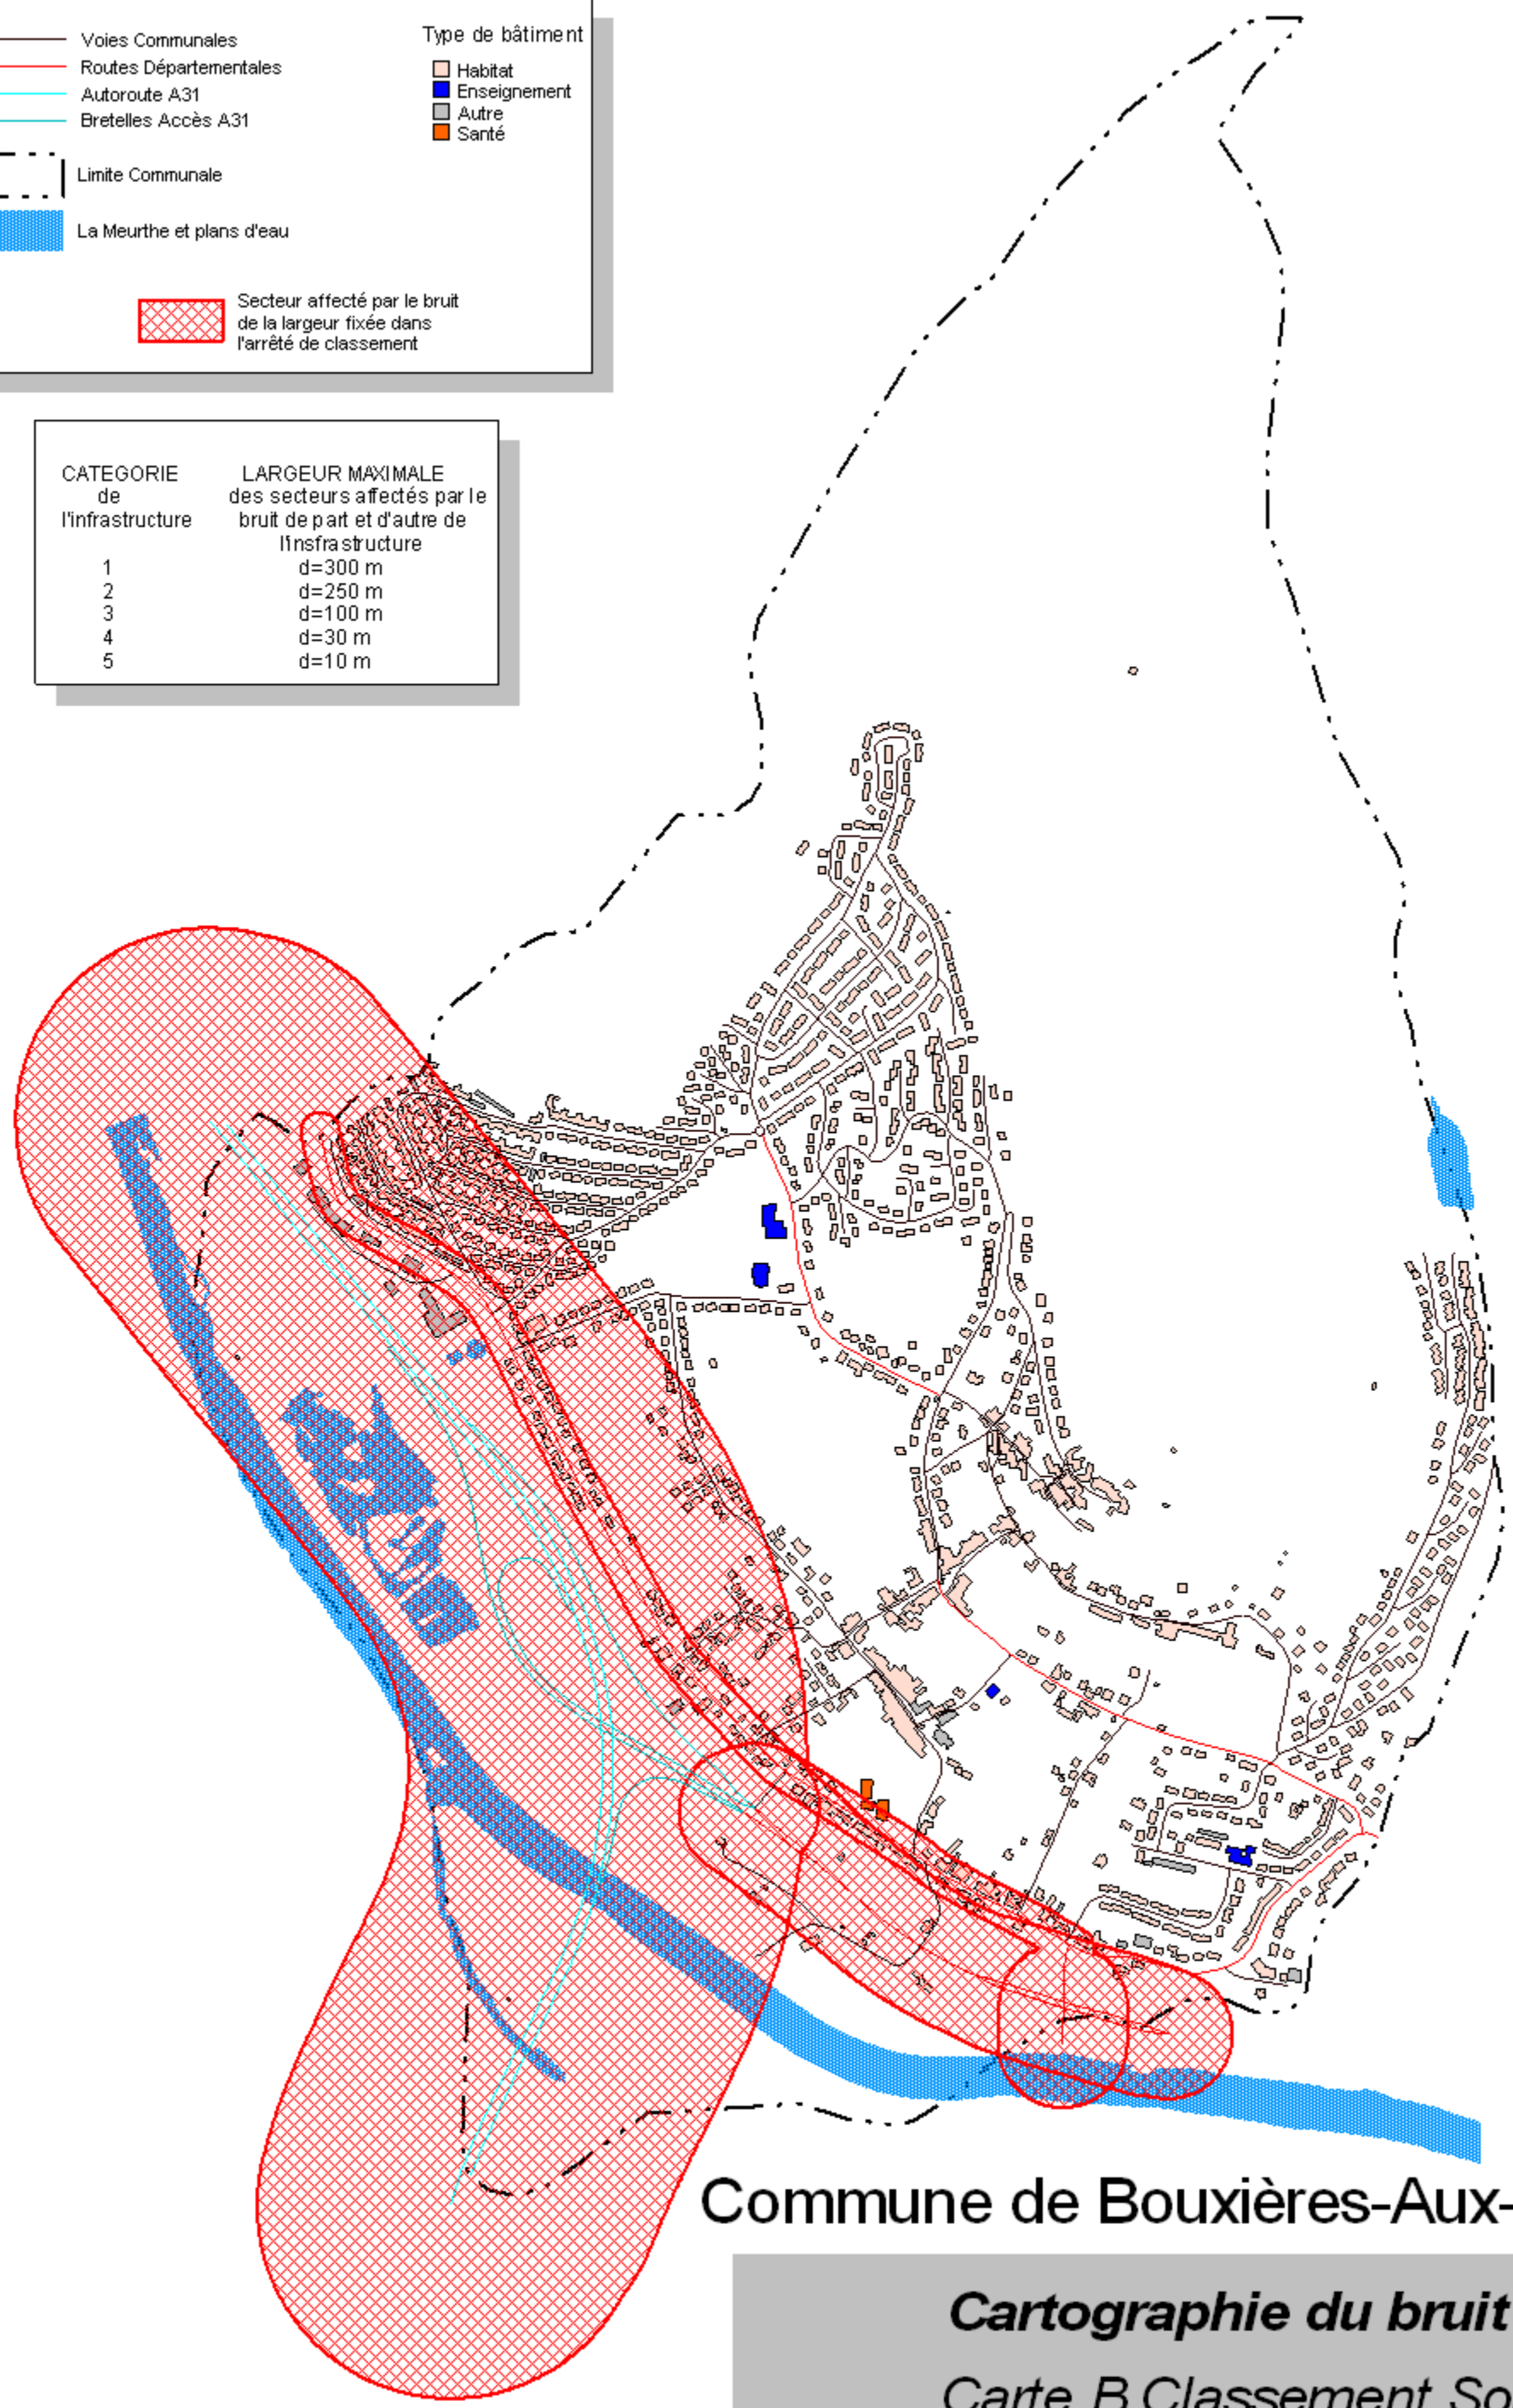 Voies Communales
Routes Départementales
Autoroute A31
Bretelles Accès A31
Limite Communale
La Meurthe et plans d'eau
Type de bâtiment
Habitat
Enseignement
Autre
Santé
Secteur affecté par le bruit
de la largeur fixée dans
l'arrêté de classement
CATEGORIE
de
l'infrastructure
LARGEUR MAXIMALE
des secteurs affectés par le
bruit de part et d'autre de
l'insfrastructure
1 d=300 m
2 d=250 m
3 d=100 m
4 d=30 m
5 d=10 m
Commune de Bouxières-Aux-
Cartographie du bruit
Carte B Classement So